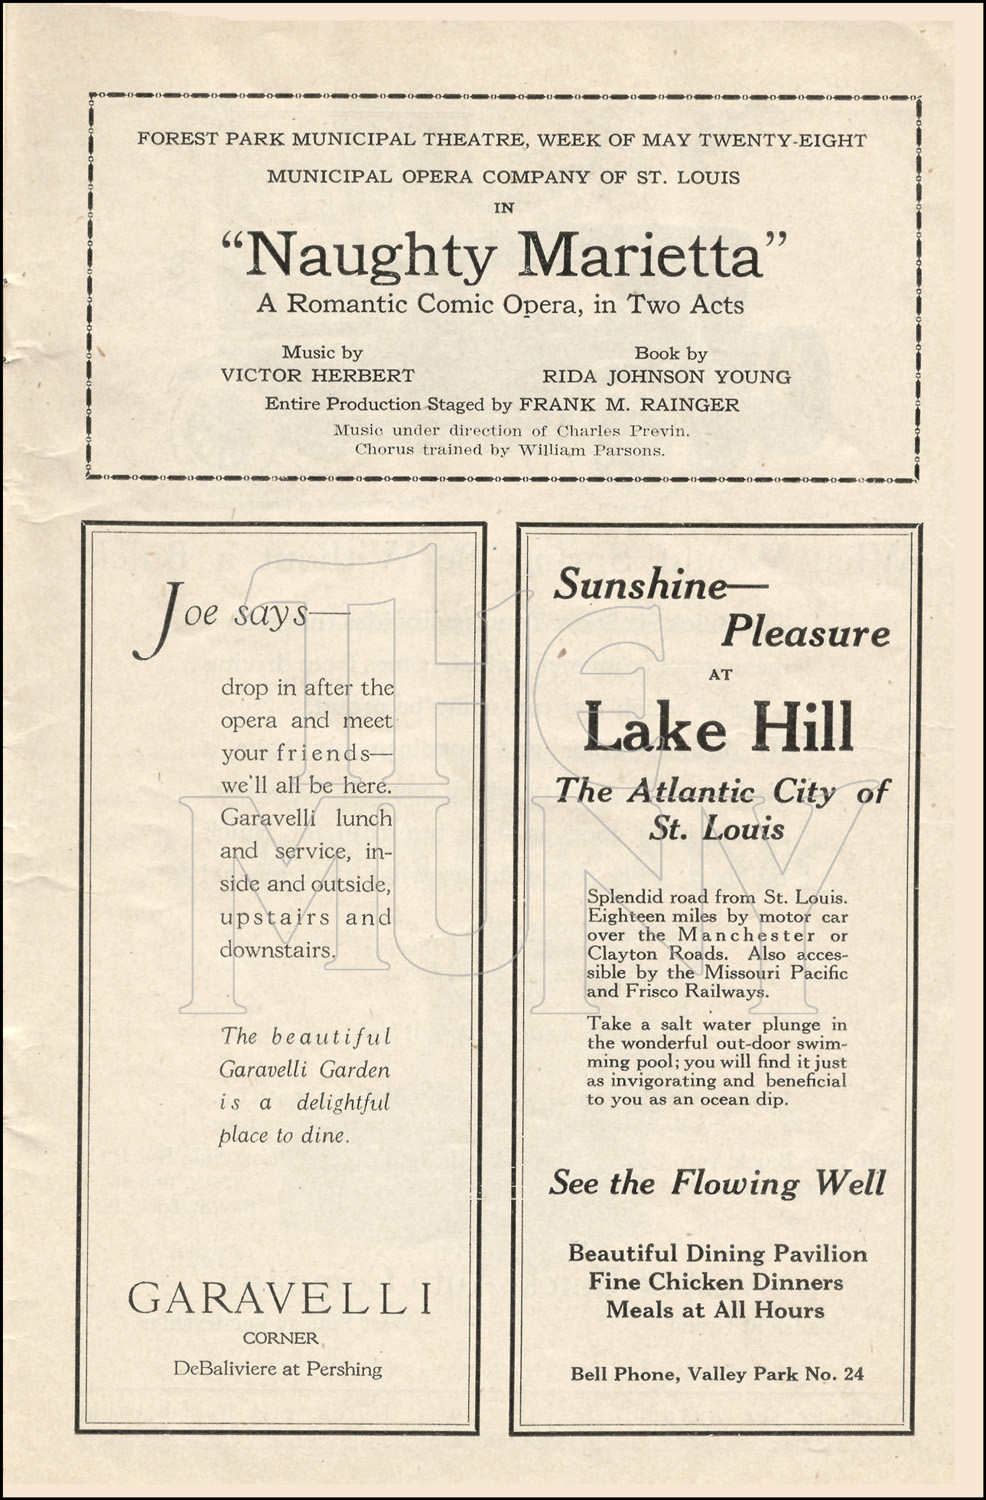 FOREST PARK MUNICIPAL THEATRE, WEEK OF MAY TWENTY-EIGHT
MUNICIPAL OPERA COMPANY OF ST. LOUIS
IN
"Naughty Marietta"
A Romantic Comic Opera, in Two Acts
Music by
VICTOR HERBERT
Book by
RIDA JOHNSON YOUNG
Entire Production Staged by FRANK M. RAINGER
Music under direction of Charles Previn.
Chorus trained by William Parsons.
Joe says—
drop in after the
opera and meet
your friends—
we'll all be here.
Garavelli lunch
and service, in-
side and outside,
upstairs and
downstairs.
The beautiful
Garavelli Garden
is a delightful
place to dine.
GARAVELLI
CORNER
DeBaliviere at Pershing
Sunshine—
Pleasure
AT
Lake Hill
The Atlantic City of
St. Louis
Splendid road from St. Louis.
Eighteen miles by motor car
over the Manchester or
Clayton Roads. Also acces-
sible by the Missouri Pacific
and Frisco Railways.
Take a salt water plunge in
the wonderful out-door swim-
ming pool; you will find it just
as invigorating and beneficial
to you as an ocean dip.
See the Flowing Well
Beautiful Dining Pavilion
Fine Chicken Dinners
Meals at All Hours
Bell Phone, Valley Park No. 24
THE
MUNY